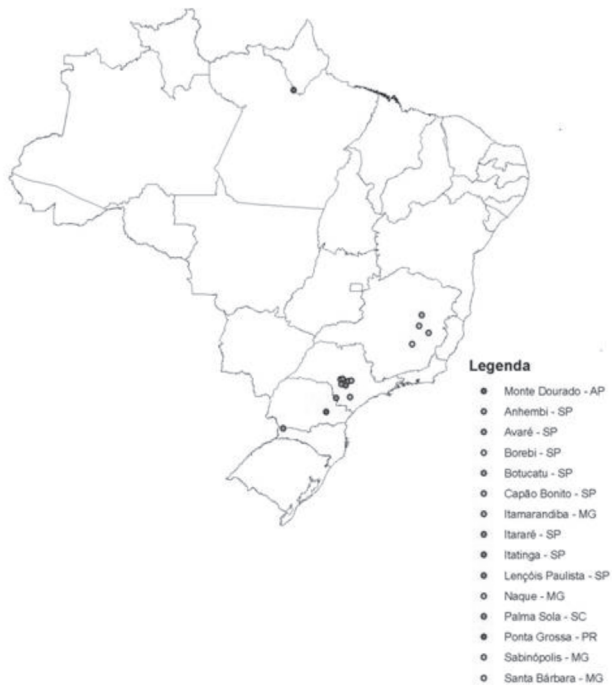 Legenda
Monte Dourado - AP
Anhembi - SP
Avaré - SP
Borebi - SP
Botucatu - SP
Capão Bonito - SP
Itamarandiba - MG
Itararé - SP
Itatinga - SP
Lençóis Paulista - SP
Naque - MG
Palma Sola - SC
Ponta Grossa - PR
Sabinópolis - MG
Santa Bárbara - MG